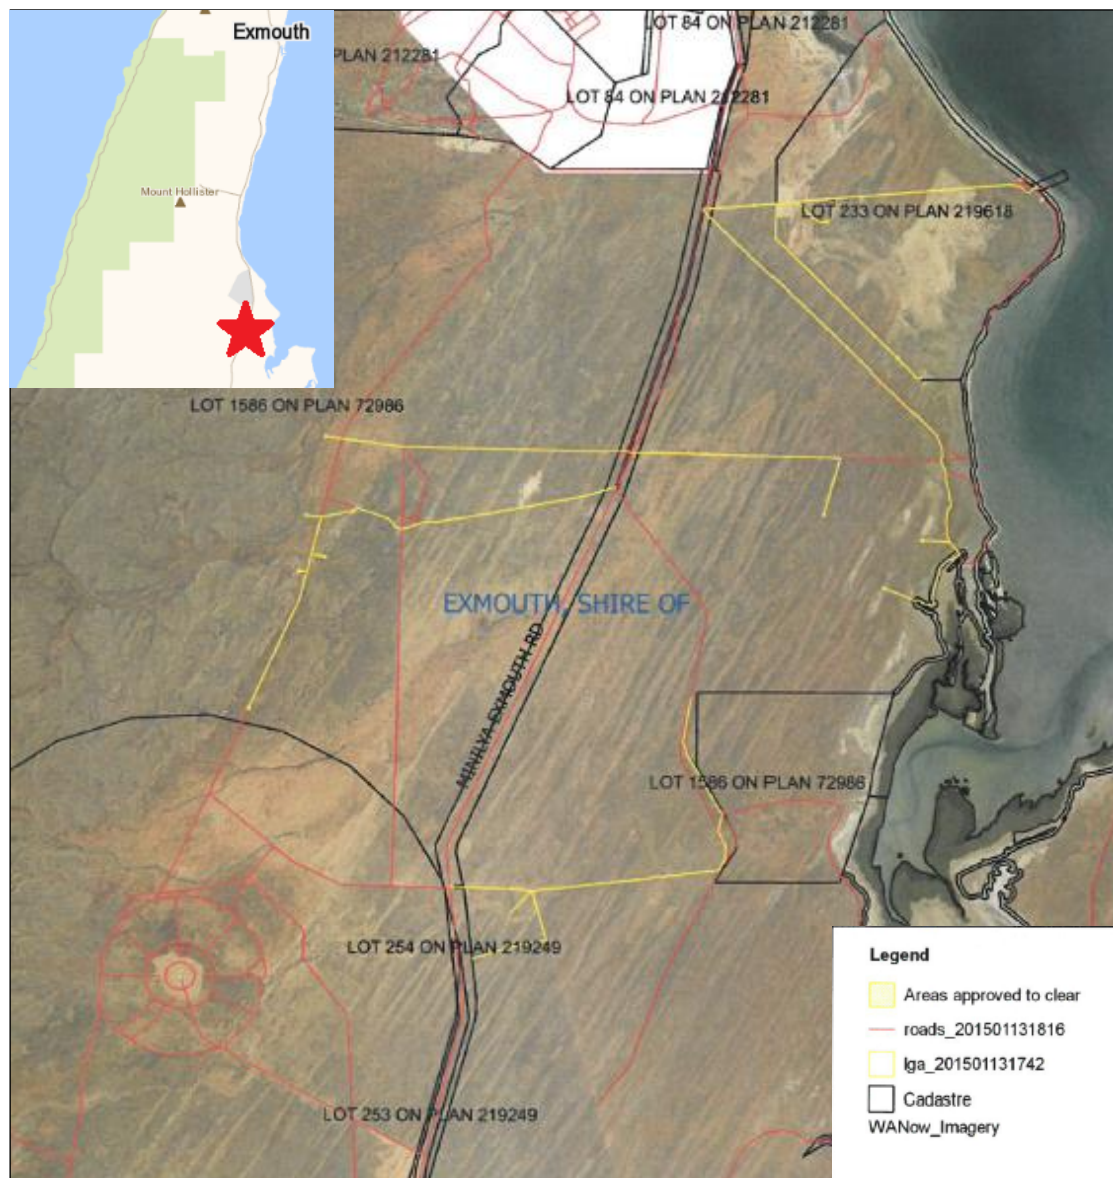 Exmouth
LOT 84 ON PLAN 212281
PLAN 212281
LOT 84 ON PLAN 212281
Mount Hollister
LOT 233 ON PLAN 219618
LOT 1586 ON PLAN 72986
EXMOUTH, SHIRE OF
MINILYA EXMOUTH RD
LOT 1586 ON PLAN 72986
LOT 254 ON PLAN 219249
LOT 253 ON PLAN 219249
Legend
Areas approved to clear
roads_201501131816
lga_201501131742
Cadastre
WANow_Imagery